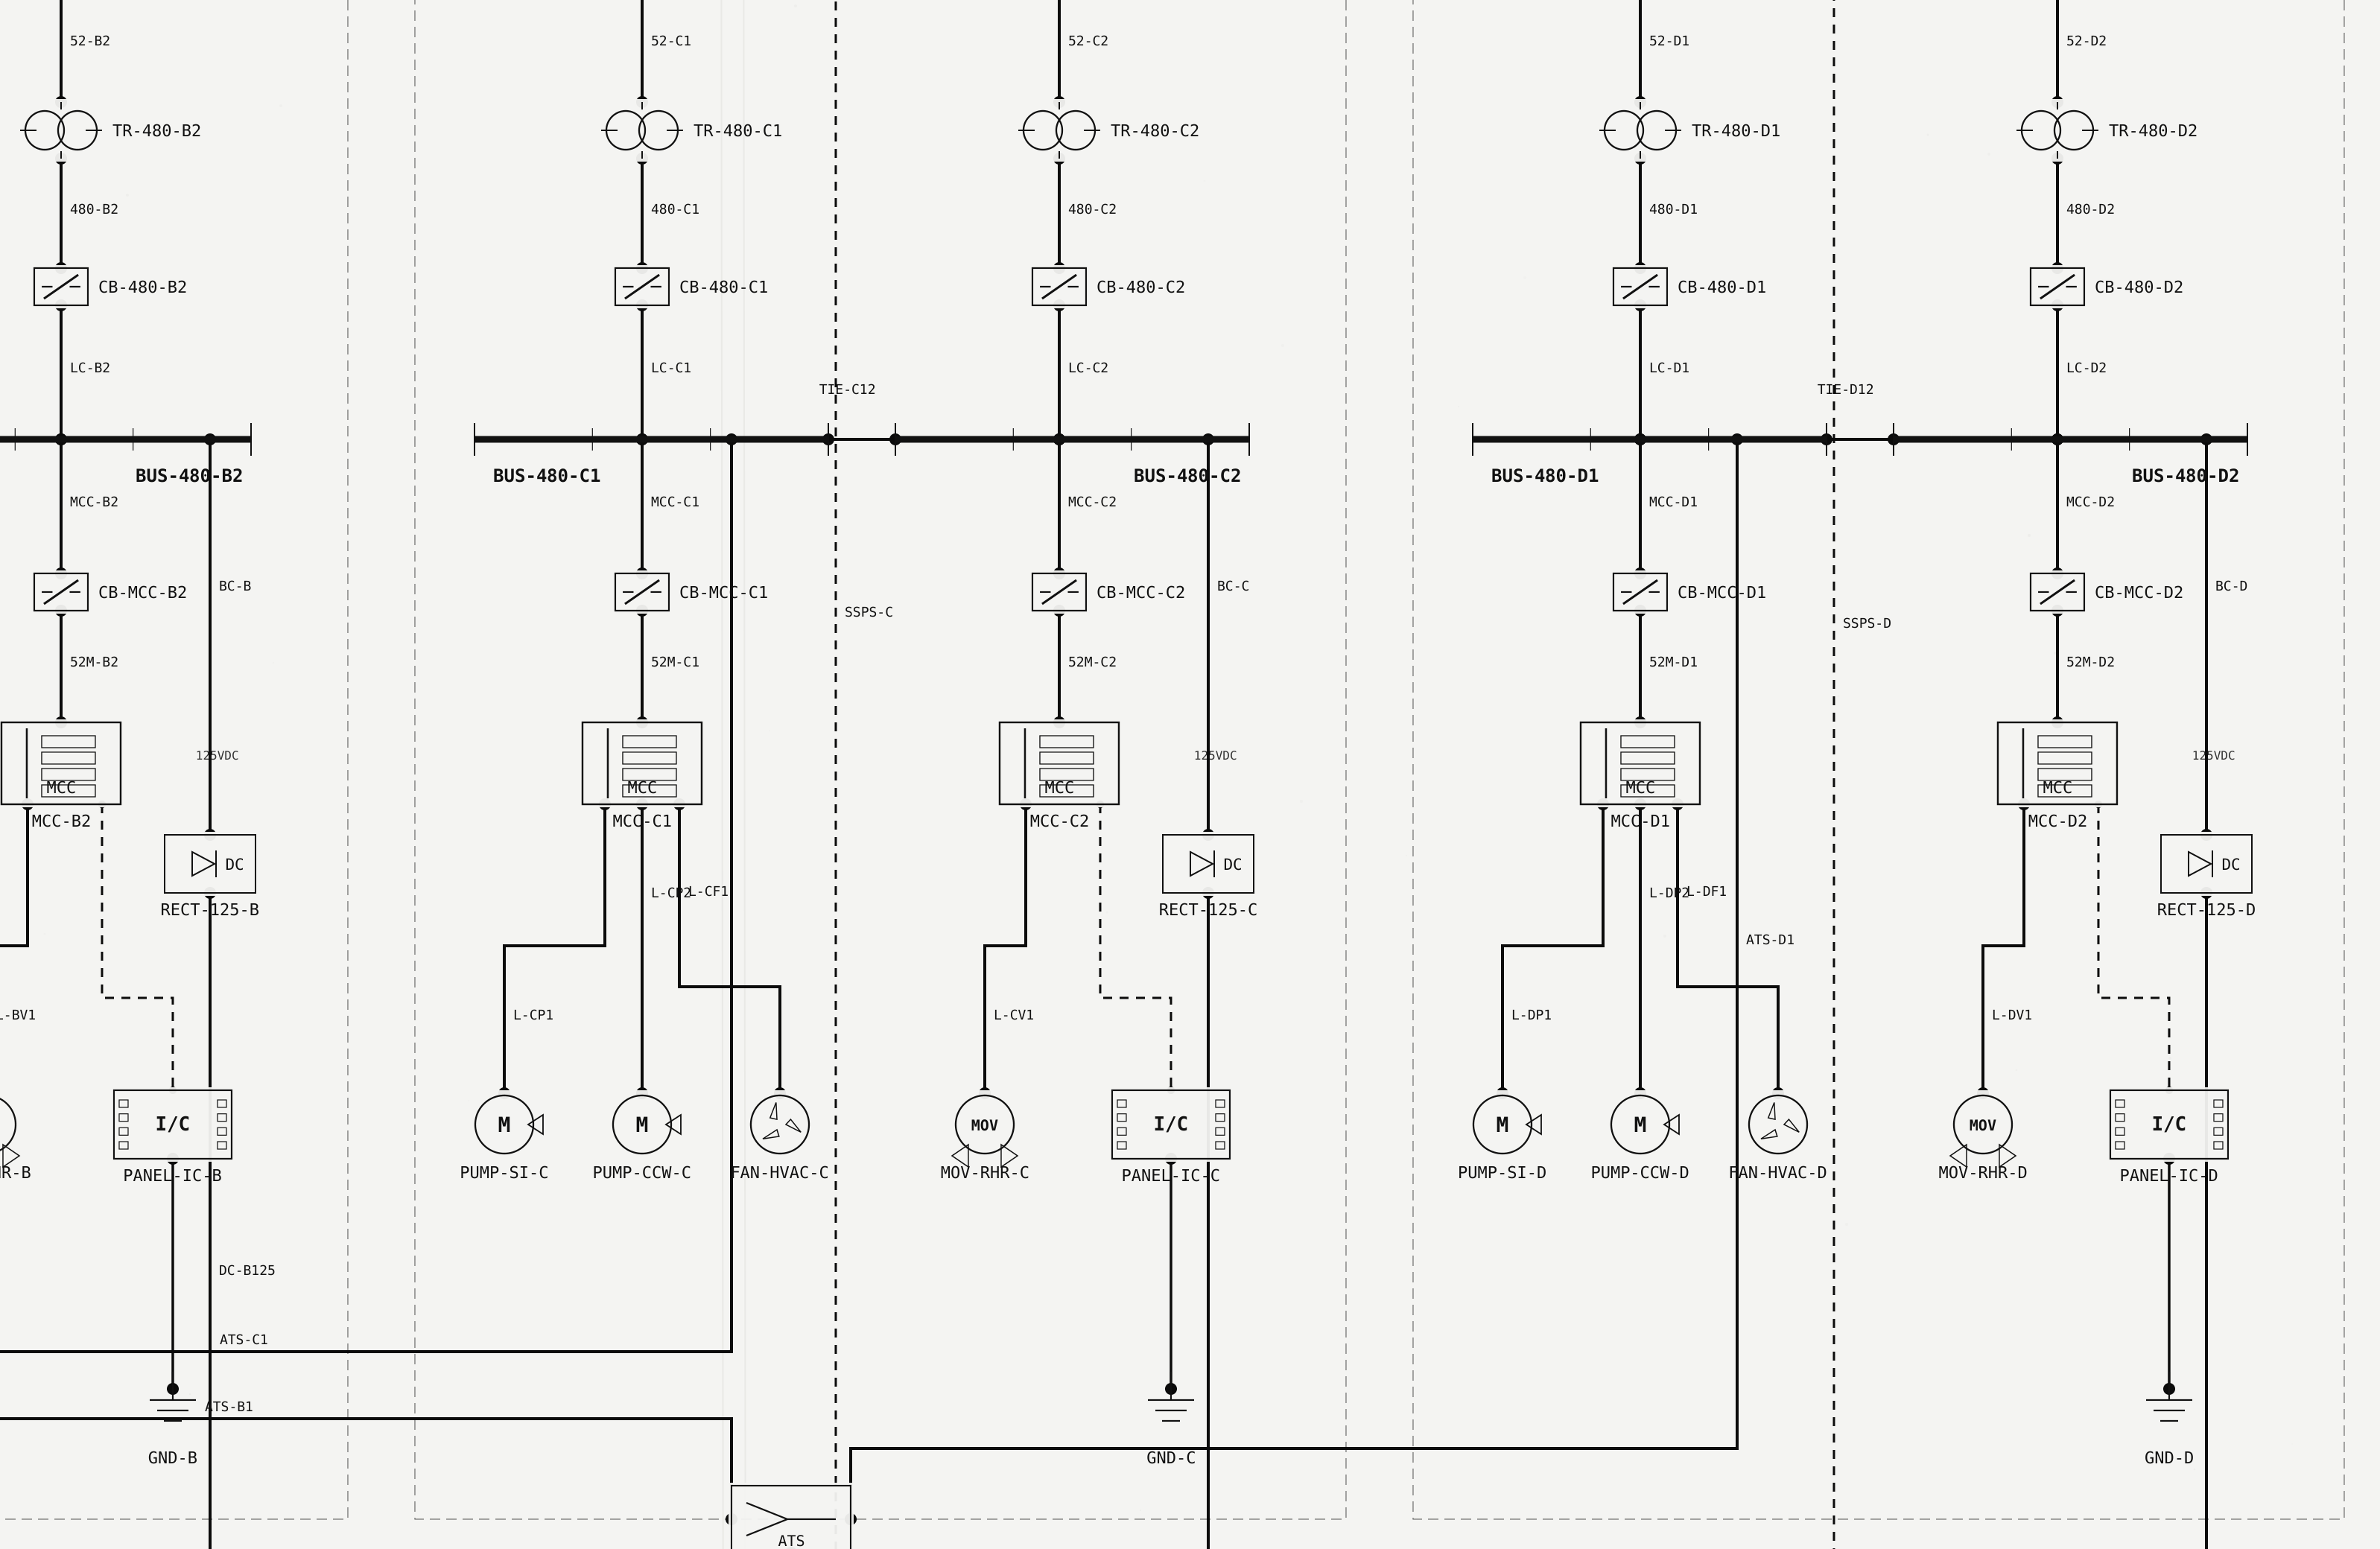 52-B2
52-C1
52-C2
52-D1
52-D2
TR-480-B2
TR-480-C1
TR-480-C2
TR-480-D1
TR-480-D2
480-B2
480-C1
480-C2
480-D1
480-D2
CB-480-B2
CB-480-C1
CB-480-C2
CB-480-D1
CB-480-D2
LC-B2
LC-C1
LC-C2
LC-D1
LC-D2
TIE-C12
TIE-D12
BUS-480-B2
BUS-480-C1
BUS-480-C2
BUS-480-D1
BUS-480-D2
MCC-B2
MCC-C1
MCC-C2
MCC-D1
MCC-D2
CB-MCC-B2
BC-B
CB-MCC-C1
CB-MCC-C2
BC-C
CB-MCC-D1
CB-MCC-D2
BC-D
SSPS-C
SSPS-D
52M-B2
52M-C1
52M-C2
52M-D1
52M-D2
125VDC
125VDC
125VDC
MCC
MCC
MCC
MCC
MCC
MCC-B2
MCC-C1
MCC-C2
MCC-D1
MCC-D2
DC
DC
DC
L-CP2
L-CF1
L-DP2
L-DF1
RECT-125-B
RECT-125-C
RECT-125-D
ATS-D1
L-BV1
L-CP1
L-CV1
L-DP1
L-DV1
I/C
M
M
MOV
I/C
M
M
MOV
I/C
HR-B
PANEL-IC-B
PUMP-SI-C
PUMP-CCW-C
FAN-HVAC-C
MOV-RHR-C
PANEL-IC-C
PUMP-SI-D
PUMP-CCW-D
FAN-HVAC-D
MOV-RHR-D
PANEL-IC-D
DC-B125
ATS-C1
ATS-B1
GND-B
GND-C
GND-D
ATS